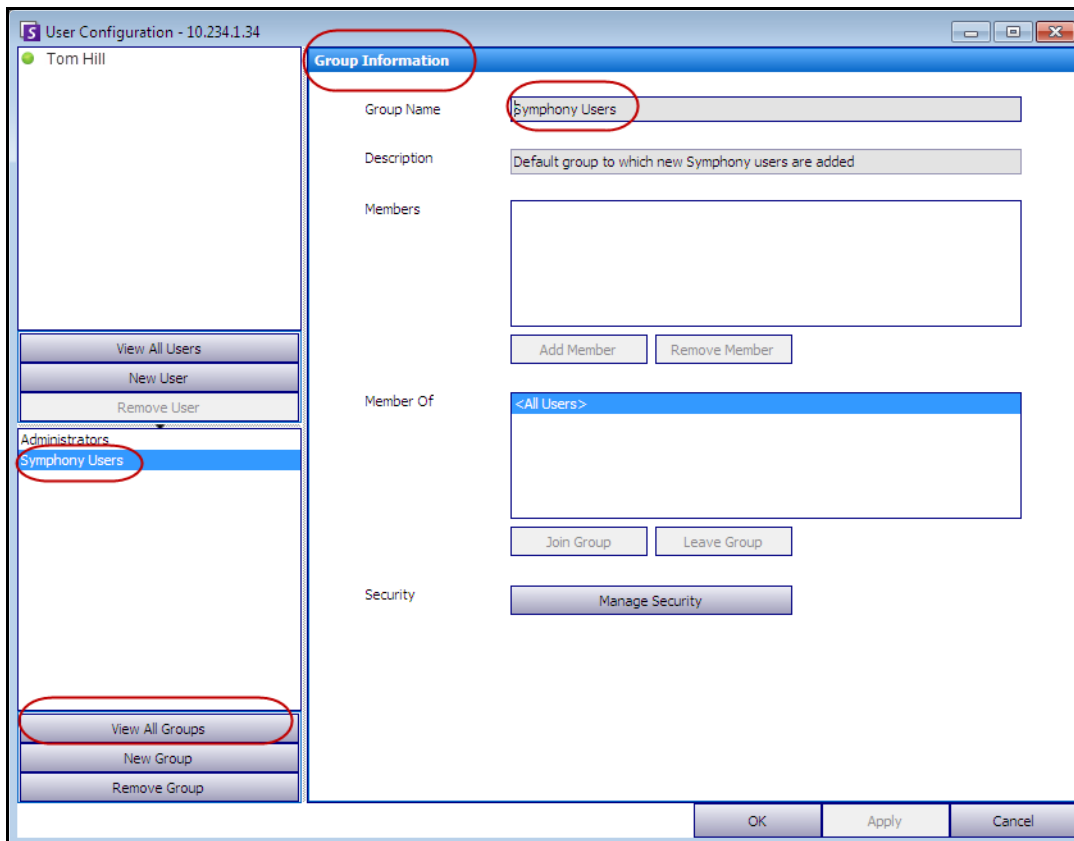 User Configuration - 10.234.1.34
Tom Hill
View All Users
New User
Remove User
Administrators
Symphony Users
View All Groups
New Group
Remove Group
Group Information
Group Name
Symphony Users
Description
Default group to which new Symphony users are added
Members
Add Member
Remove Member
Member Of
<All Users>
Join Group
Leave Group
Security
Manage Security
OK
Apply
Cancel